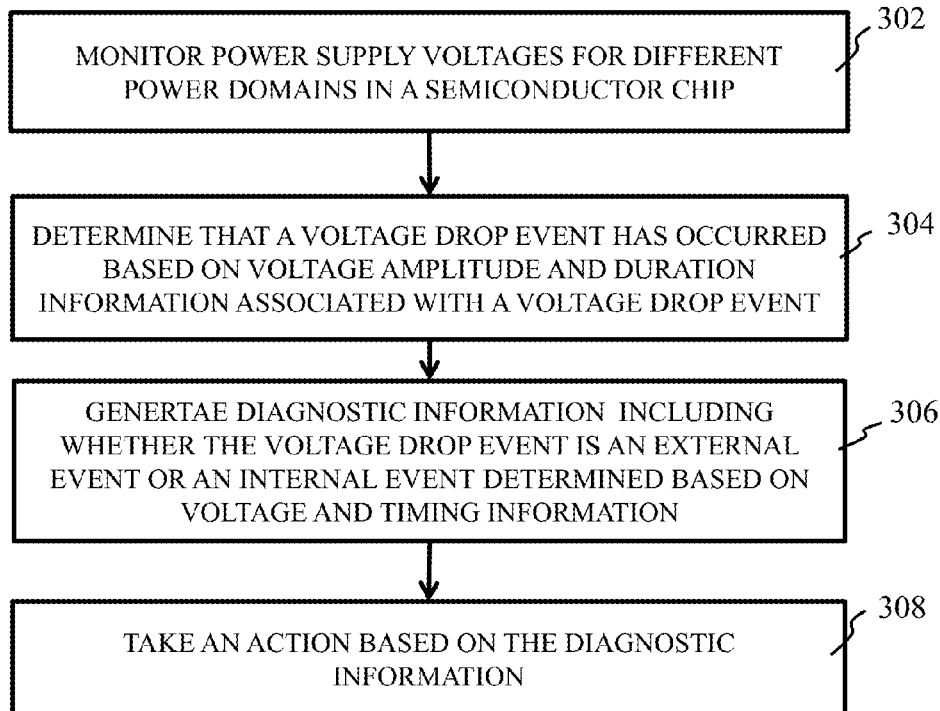 302
MONITOR POWER SUPPLY VOLTAGES FOR DIFFERENT
POWER DOMAINS IN A SEMICONDUCTOR CHIP
304
DETERMINE THAT A VOLTAGE DROP EVENT HAS OCCURRED
BASED ON VOLTAGE AMPLITUDE AND DURATION
INFORMATION ASSOCIATED WITH A VOLTAGE DROP EVENT
306
GENERTAE DIAGNOSTIC INFORMATION INCLUDING
WHETHER THE VOLTAGE DROP EVENT IS AN EXTERNAL
EVENT OR AN INTERNAL EVENT DETERMINED BASED ON
VOLTAGE AND TIMING INFORMATION
308
TAKE AN ACTION BASED ON THE DIAGNOSTIC
INFORMATION